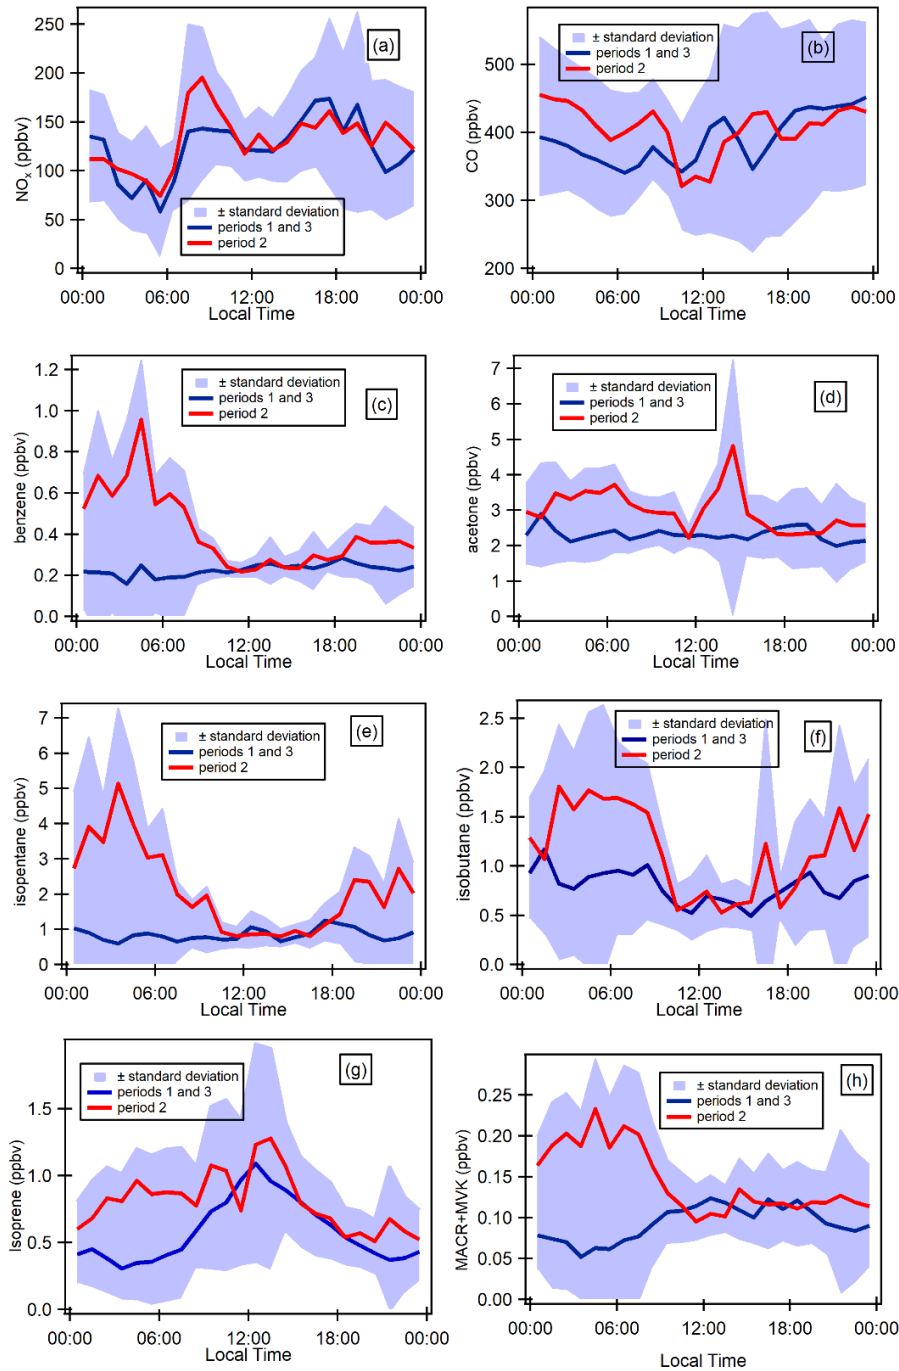 250
200
150
100
50
0
NOx (ppbv)
(a)
± standard deviation
periods 1 and 3
period 2
00:00 06:00 12:00 18:00 00:00
Local Time
500
400
300
200
CO (ppbv)
(b)
± standard deviation
periods 1 and 3
period 2
00:00 06:00 12:00 18:00 00:00
Local Time
1.2
1.0
0.8
0.6
0.4
0.2
0.0
benzene (ppbv)
(c)
± standard deviation
periods 1 and 3
period 2
00:00 06:00 12:00 18:00 00:00
Local Time
7
6
5
4
3
2
1
0
acetone (ppbv)
(d)
± standard deviation
periods 1 and 3
period 2
00:00 06:00 12:00 18:00 00:00
Local Time
7
6
5
4
3
2
1
0
isopentane (ppbv)
(e)
± standard deviation
periods 1 and 3
period 2
00:00 06:00 12:00 18:00 00:00
Local Time
2.5
2.0
1.5
1.0
0.5
0.0
isobutane (ppbv)
(f)
± standard deviation
periods 1 and 3
period 2
00:00 06:00 12:00 18:00 00:00
Local Time
1.5
1.0
0.5
0.0
Isoprene (ppbv)
(g)
± standard deviation
periods 1 and 3
period 2
00:00 06:00 12:00 18:00 00:00
Local Time
0.25
0.20
0.15
0.10
0.05
0.00
MACR+MVK (ppbv)
(h)
± standard deviation
periods 1 and 3
period 2
00:00 06:00 12:00 18:00 00:00
Local Time